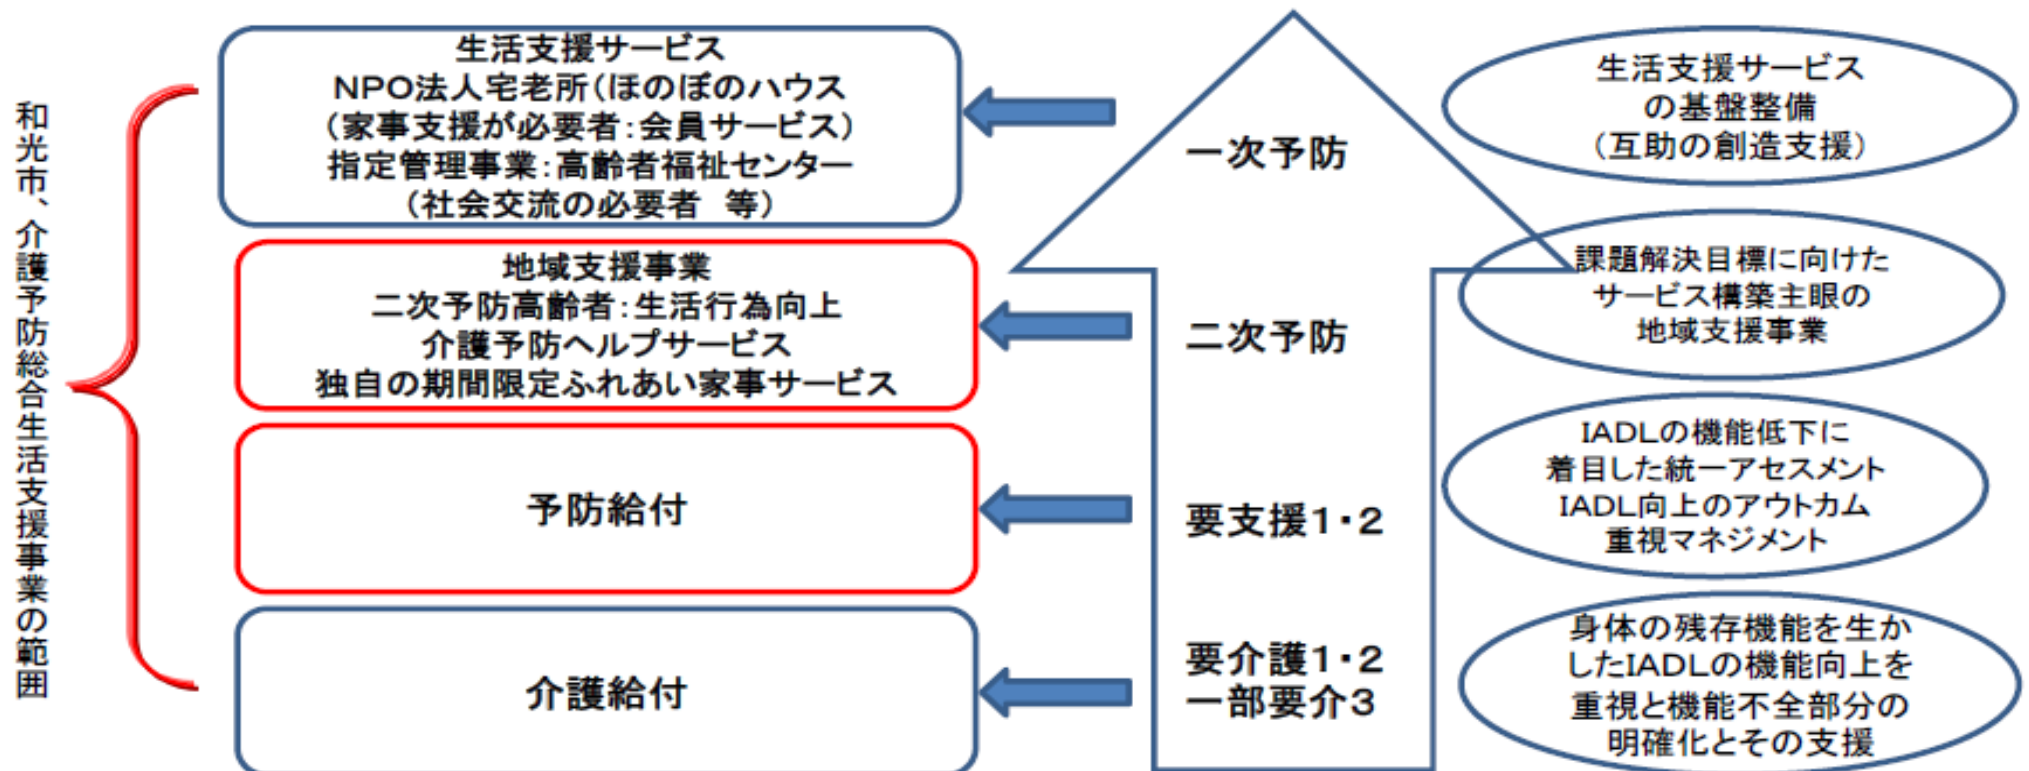 和光市、介護予防総合生活支援事業の範囲
生活支援サービス
NPO法人宅老所(ほのぼのハウス
(家事支援が必要者:会員サービス)
指定管理事業:高齢者福祉センター
(社会交流の必要者 等)
地域支援事業
二次予防高齢者:生活行為向上
介護予防ヘルプサービス
独自の期間限定ふれあい家事サービス
予防給付
介護給付
一次予防
二次予防
要支援1・2
要介護1・2
一部要介3
生活支援サービス
の基盤整備
(互助の創造支援)
課題解決目標に向けた
サービス構築主眼の
地域支援事業
IADLの機能低下に
着目した統一アセスメント
IADL向上のアウトカム
重視マネジメント
身体の残存機能を生か
したIADLの機能向上を
重視と機能不全部分の
明確化とその支援